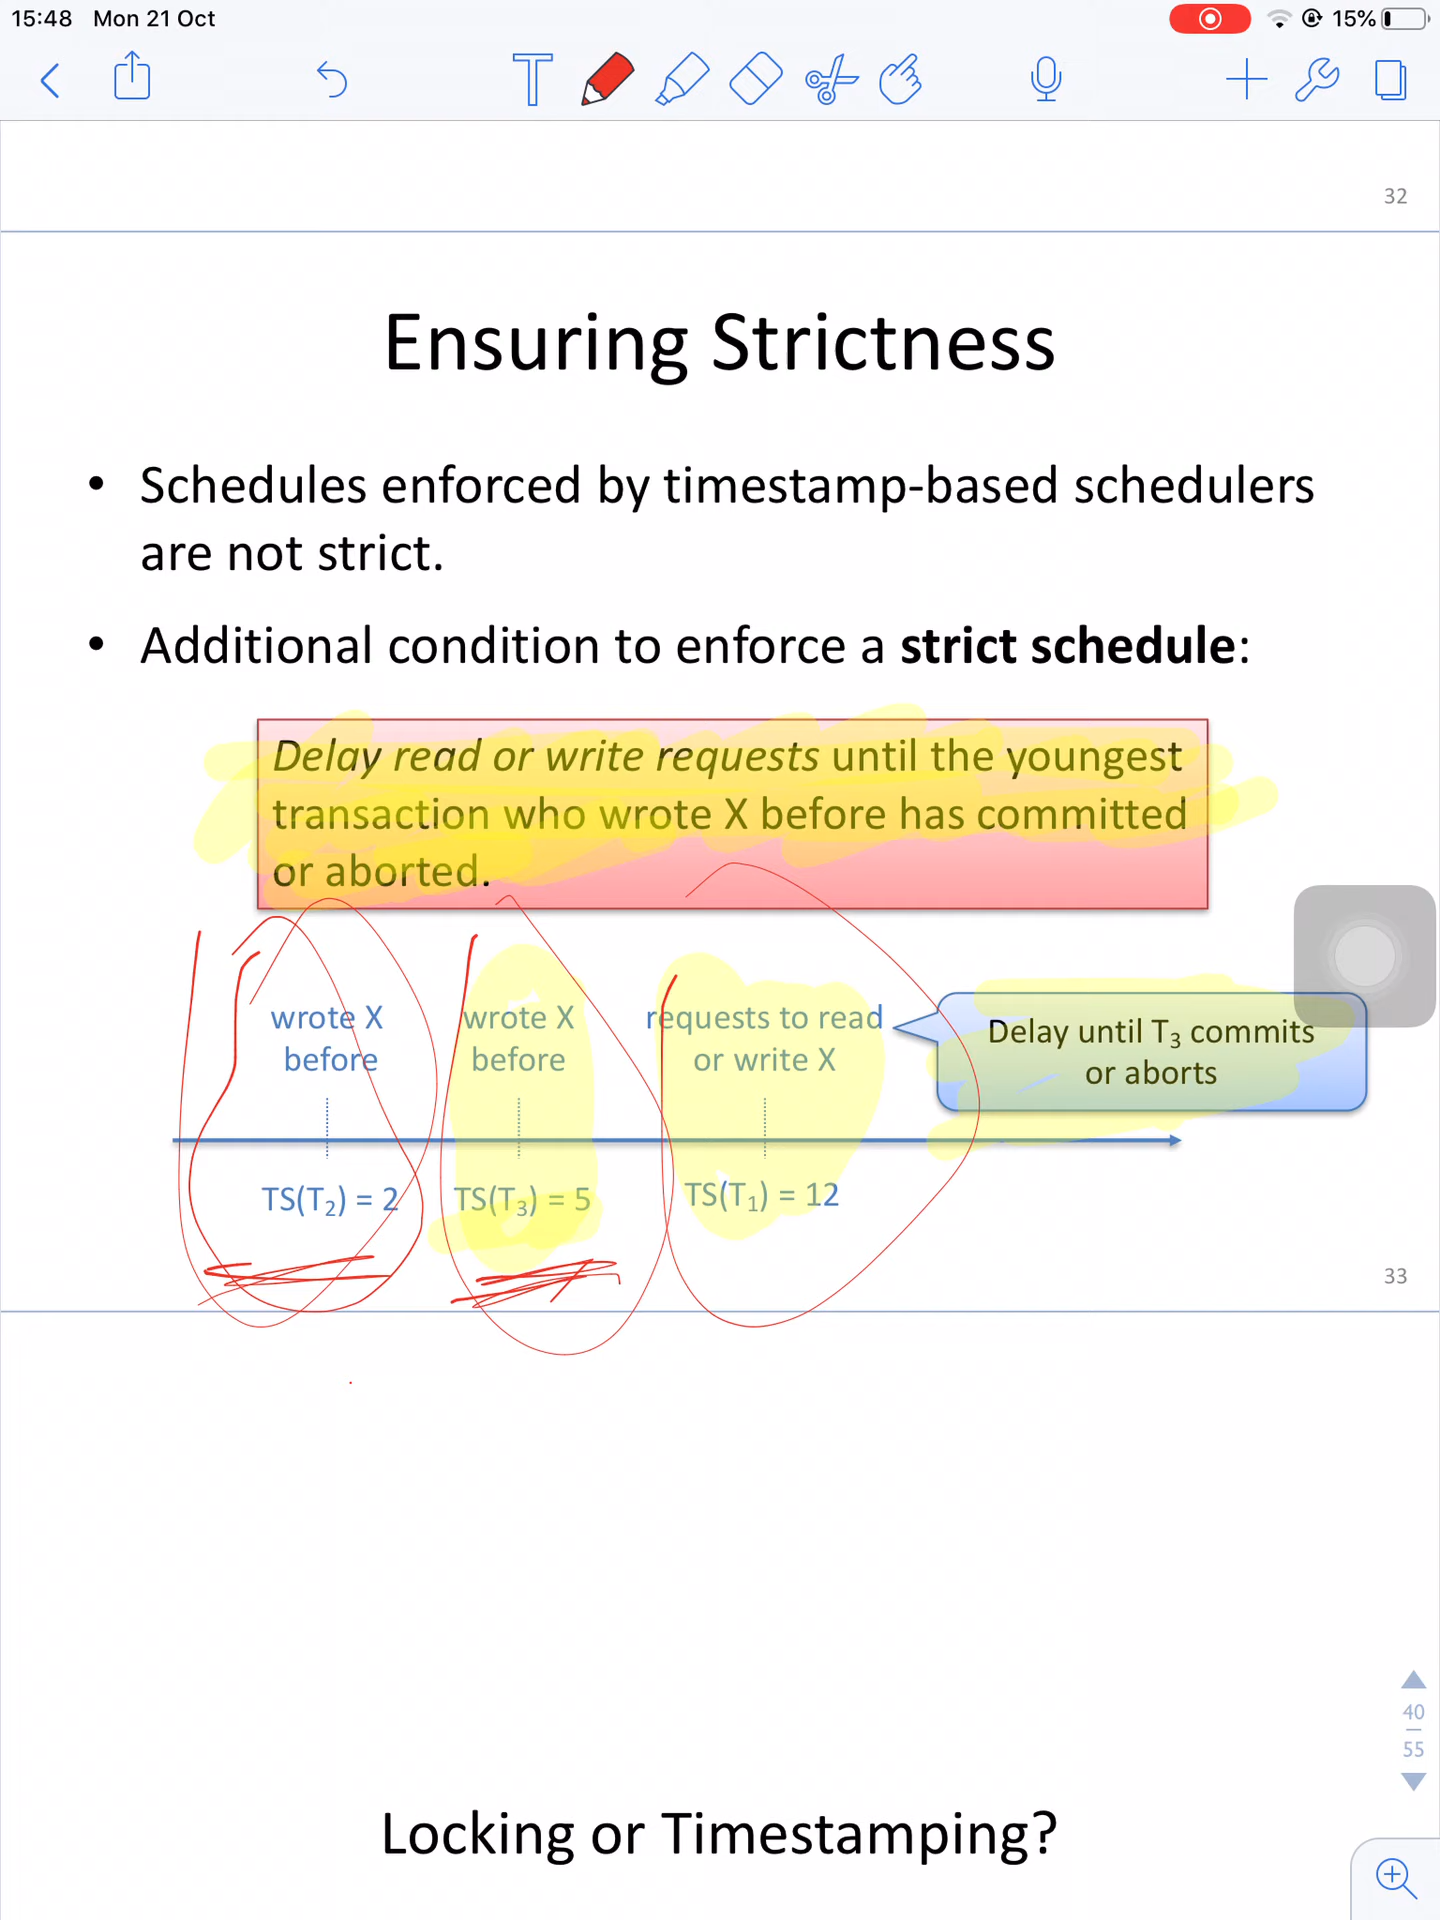 15:48 Mon 21 Oct
15%
T
32
Ensuring Strictness
• Schedules enforced by timestamp-based schedulers
are not strict.
• Additional condition to enforce a strict schedule:
Delay read or write requests until the youngest
transaction who wrote X before has committed
or aborted.
wrote X
before
wrote X
before
requests to read
or write X
Delay until T₃ commits
or aborts
TS(T₂) = 2
TS(T₃) = 5
TS(T₁) = 12
33
40
55
Locking or Timestamping?